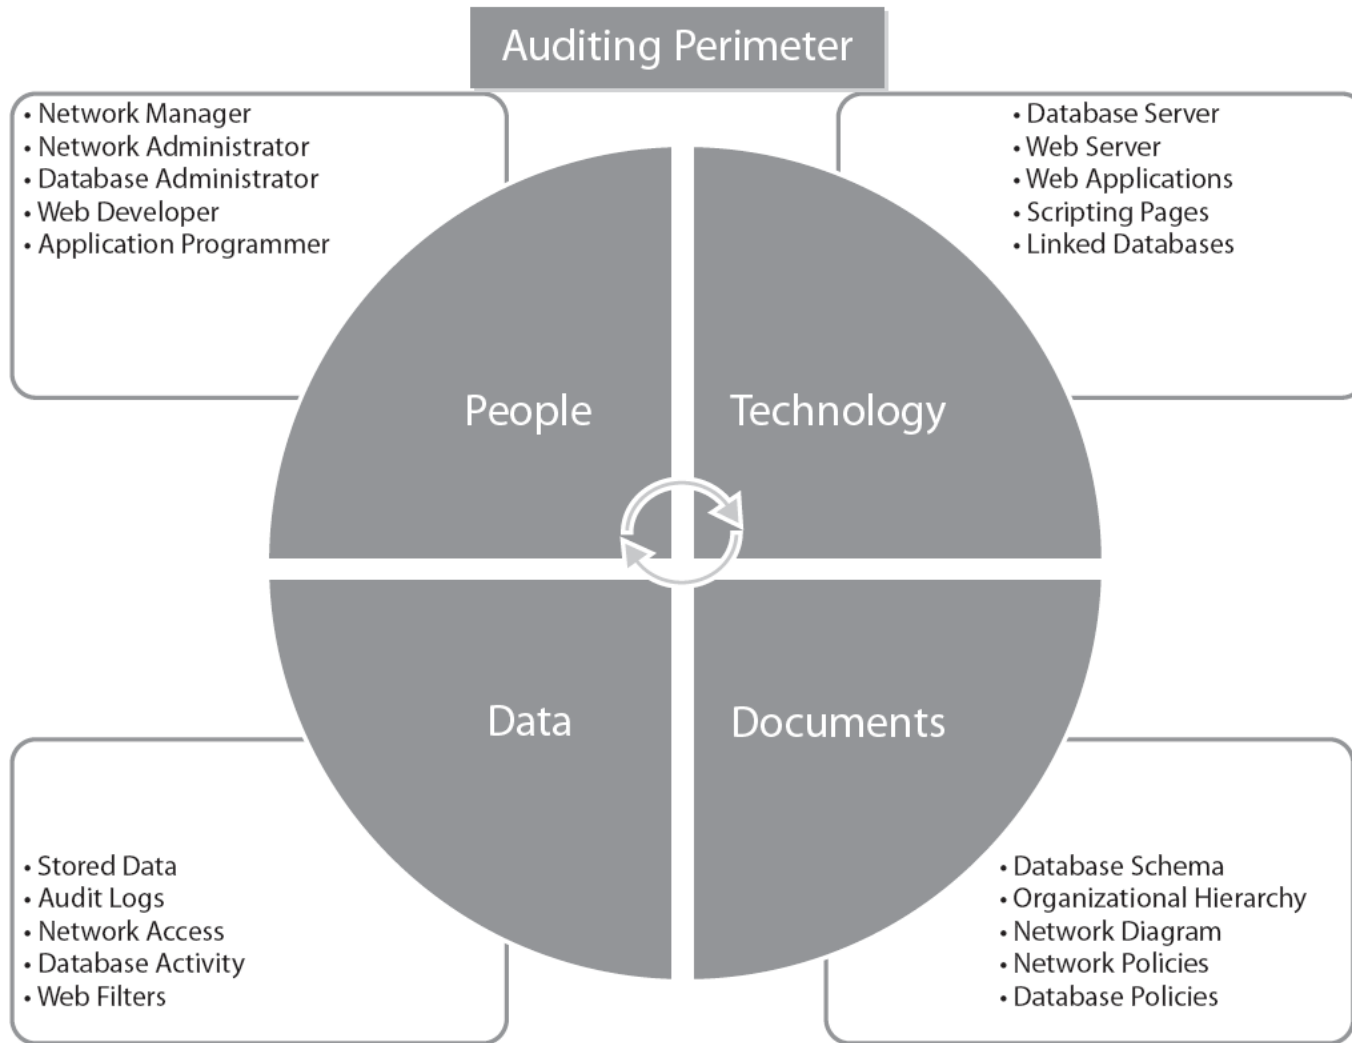 Auditing Perimeter
• Network Manager
• Network Administrator
• Database Administrator
• Web Developer
• Application Programmer
• Database Server
• Web Server
• Web Applications
• Scripting Pages
• Linked Databases
People
Technology
Data
Documents
• Stored Data
• Audit Logs
• Network Access
• Database Activity
• Web Filters
• Database Schema
• Organizational Hierarchy
• Network Diagram
• Network Policies
• Database Policies